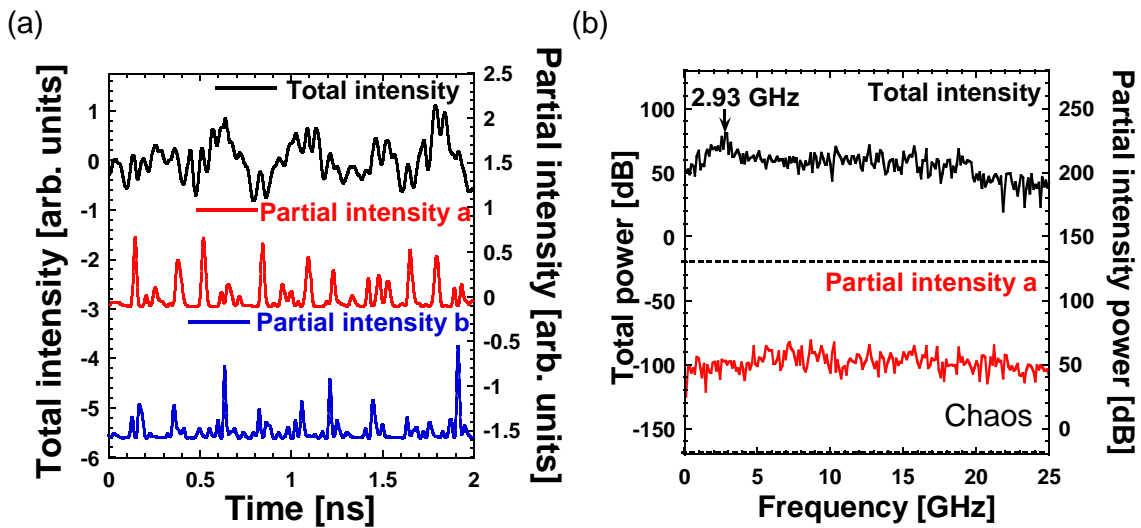 (a)
Total intensity [arb. units]
1
0
-1
-2
-3
-4
-5
-6
Total intensity
Partial intensity a
Partial intensity b
2.5
2
1.5
1
0.5
0
-0.5
-1
-1.5
Partial intensity [arb. units]
0
0.5
1
1.5
2
Time [ns]
(b)
Total power [dB]
100
50
0
-50
-100
-150
2.93 GHz
Total intensity
Partial intensity a
Chaos
250
200
150
100
50
0
Partial intensity power [dB]
0
5
10
15
20
25
Frequency [GHz]